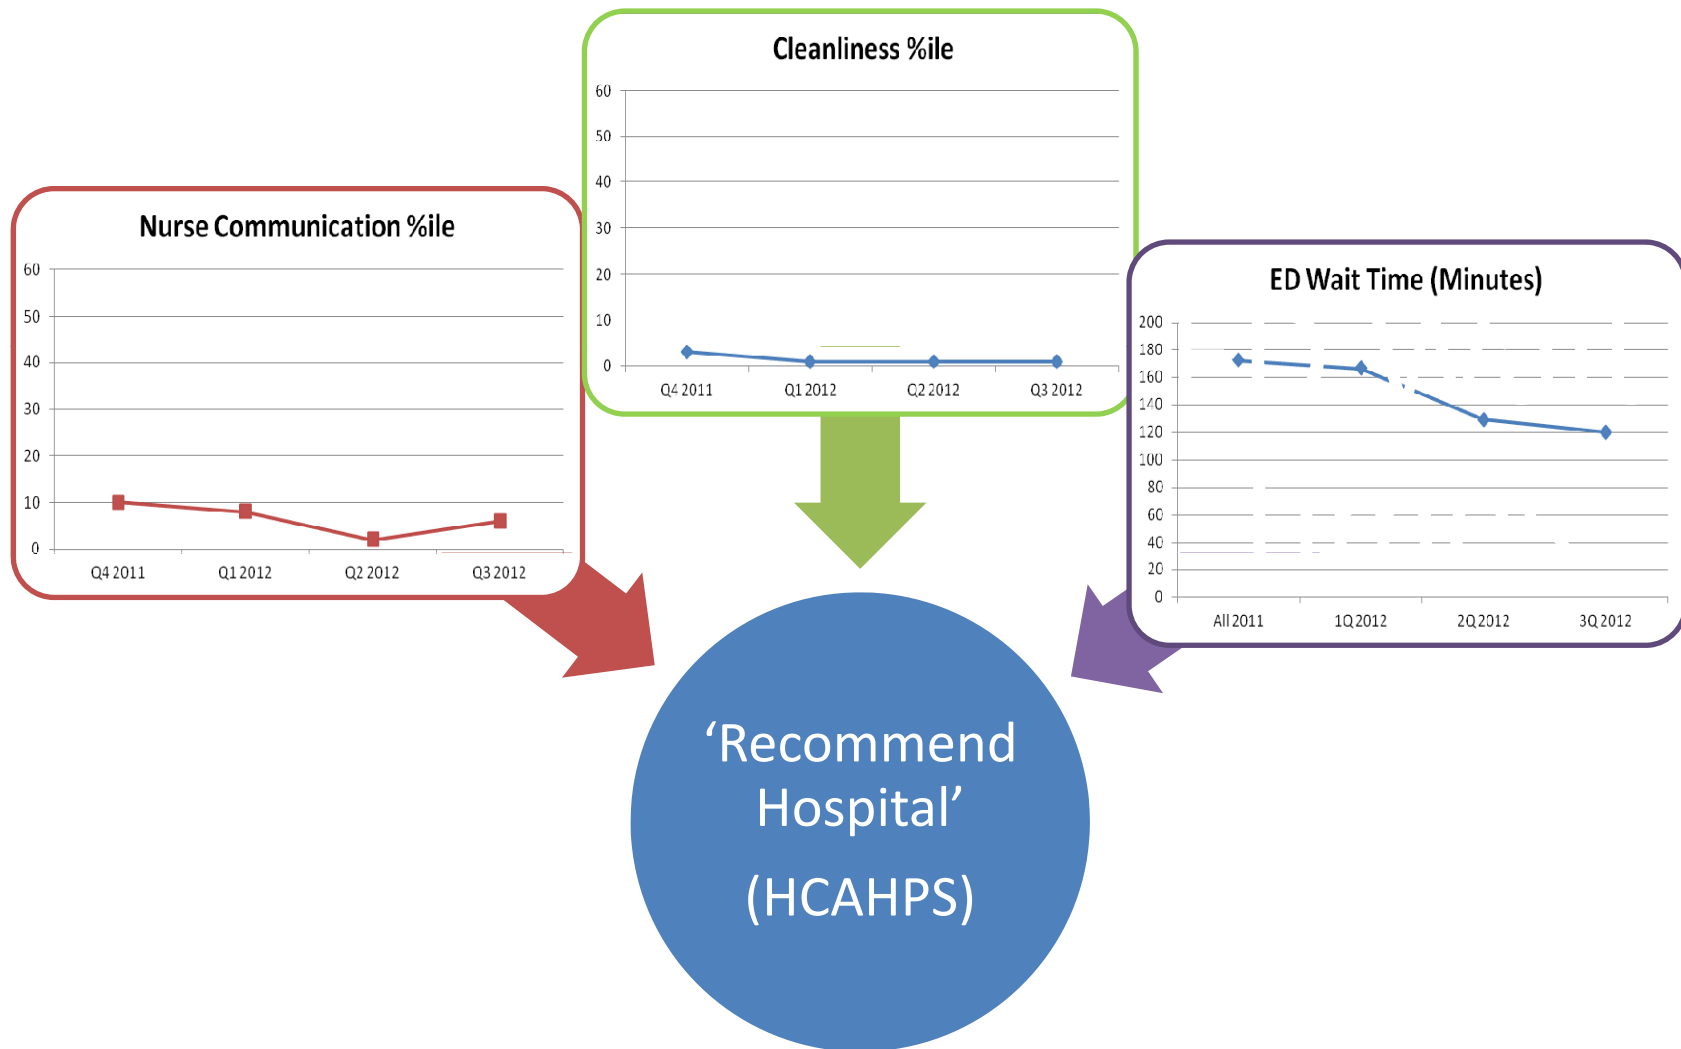 Cleanliness %ile
60
50
40
30
20
10
0
Q4 2011 Q1 2012 Q2 2012 Q3 2012
Nurse Communication %ile
60
50
40
30
20
10
0
Q4 2011 Q1 2012 Q2 2012 Q3 2012
ED Wait Time (Minutes)
200
180
160
140
120
100
80
60
40
20
0
All 2011 1Q 2012 2Q 2012 3Q 2012
‘Recommend
Hospital’
(HCAHPS)